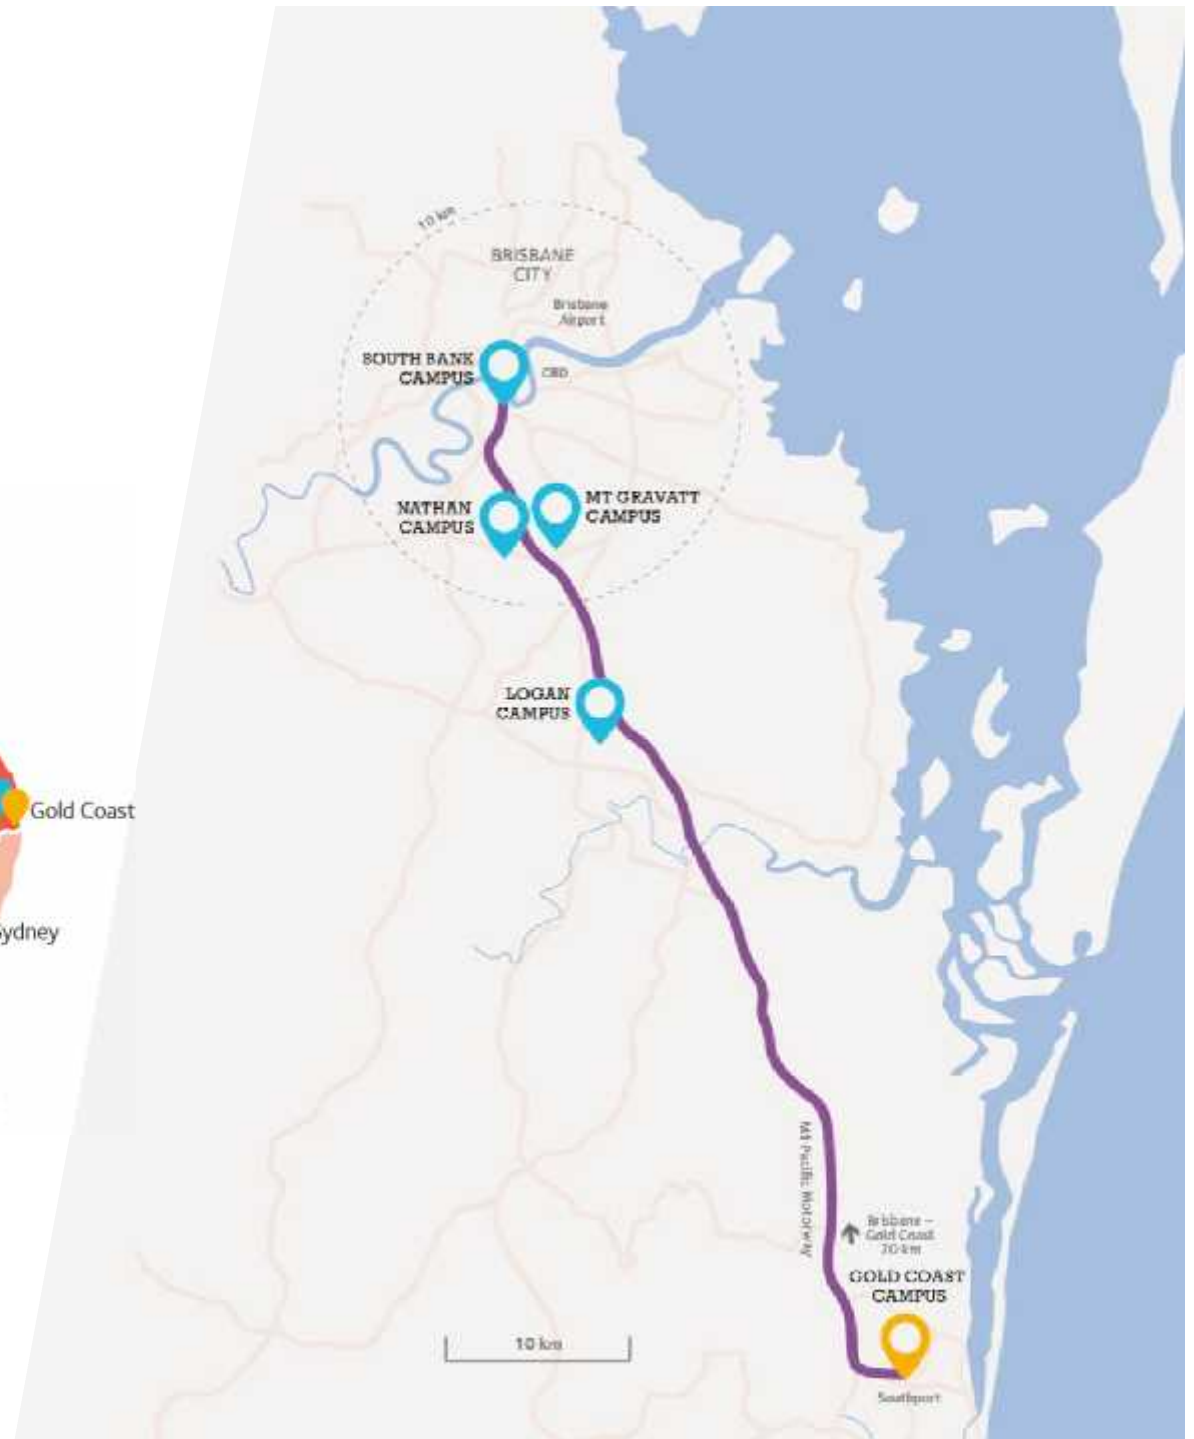 10 km
BRISBANE
CITY
Brisbane
Airport
SOUTH BANK
CAMPUS
CBD
NATHAN
CAMPUS
MT GRAVATT
CAMPUS
LOGAN
CAMPUS
Gold Coast
Sydney
M1 Pacific Motorway
Brisbane –
Gold Coast
70 km
GOLD COAST
CAMPUS
10 km
Southport